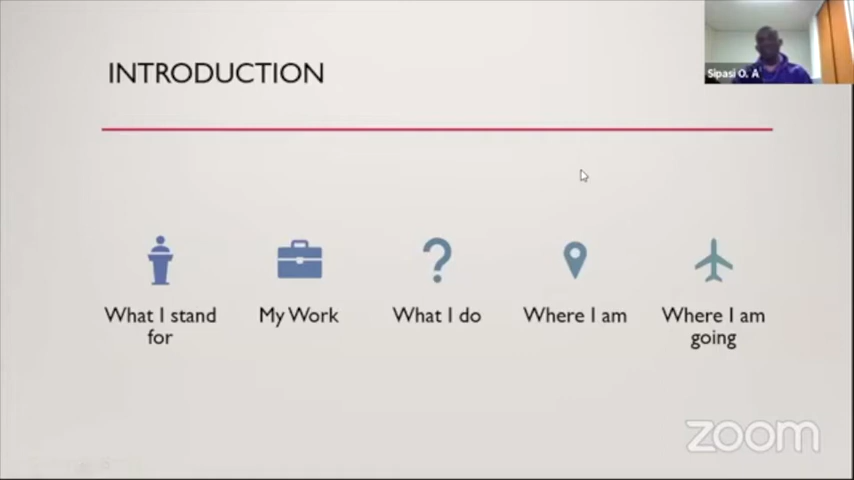 INTRODUCTION
Sipasi O. A
What I stand for
My Work
What I do
Where I am
Where I am going
zoom